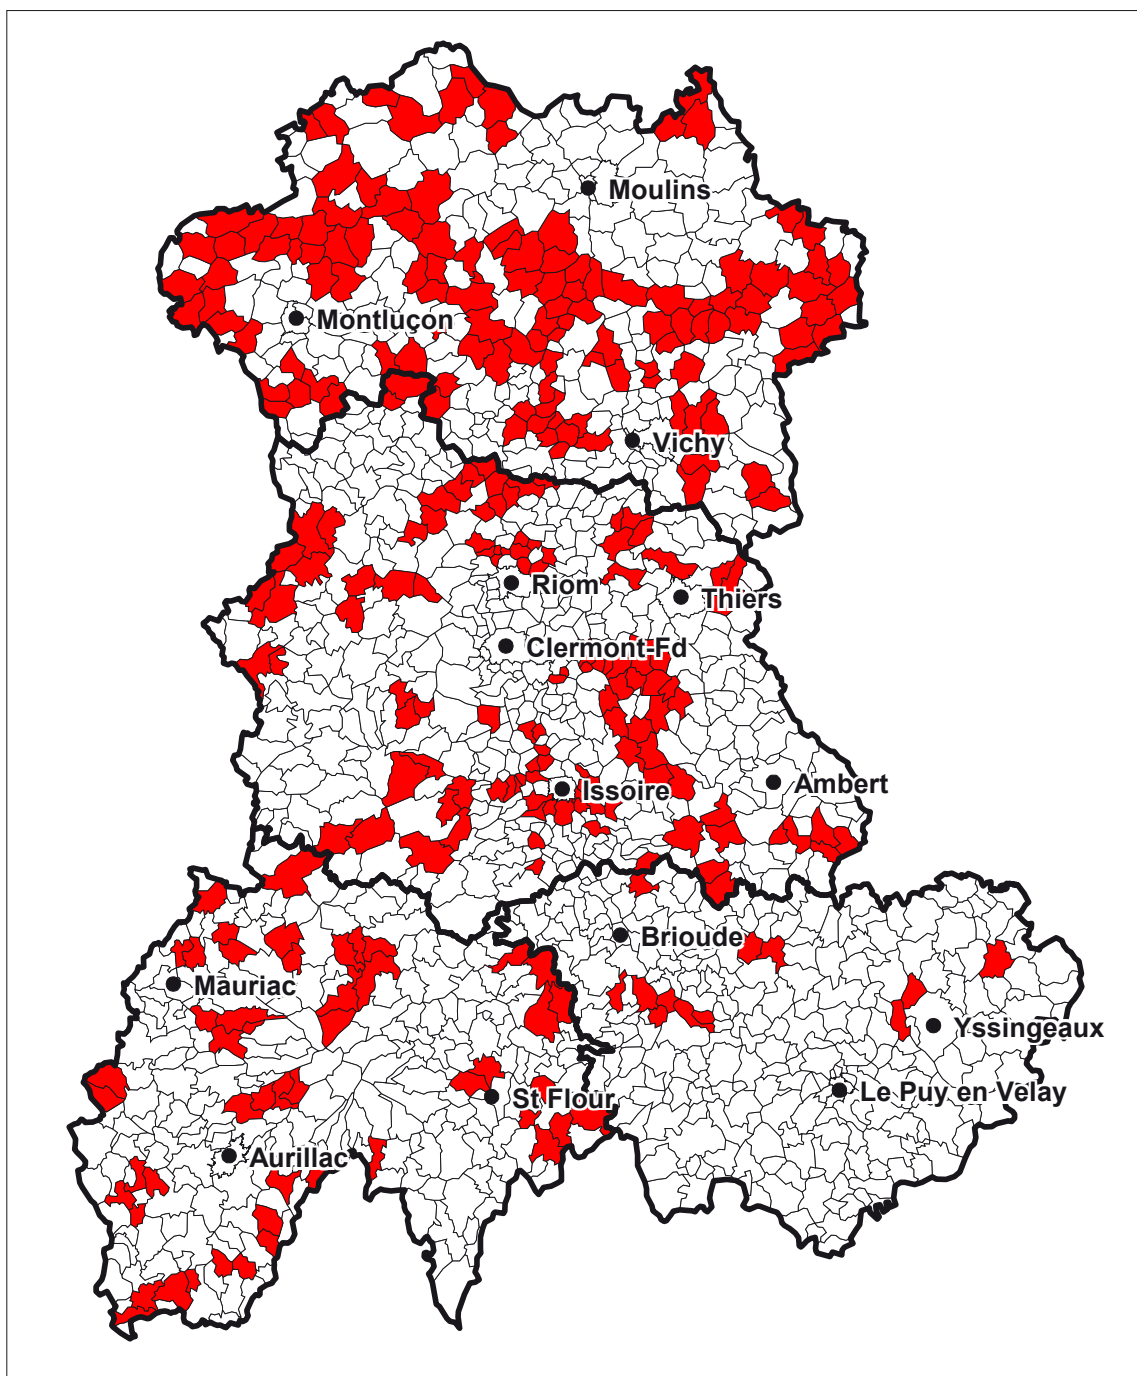 Moulins
Montluçon
Vichy
Riom
Thiers
Clermont-Fd
Ambert
Issoire
Brioude
Mauriac
Yssingeaux
Le Puy en Velay
St Flour
Aurillac